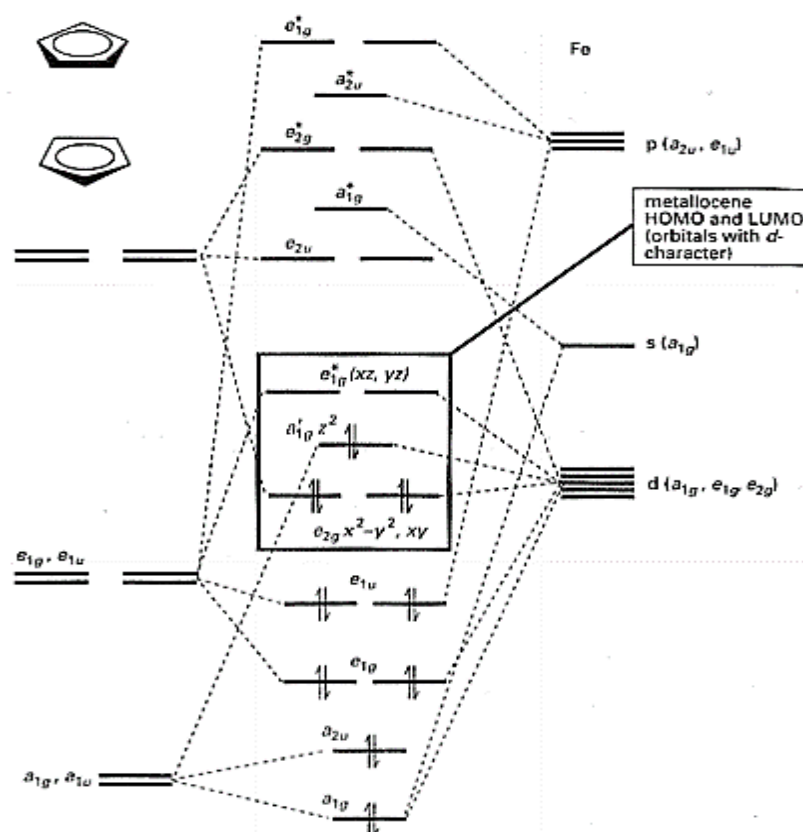 e*1g
Fe
a*2u
e*2g
p (a2u, e1u)
a*1g
metallocene
HOMO and LUMO
(orbitals with d-
character)
e2u
s (a1g)
e*1g (xz, yz)
a'1g z²
d (a1g, e1g, e2g)
e2g x²–y², xy
e1g, e1u
e1u
e1g
a2u
a1g, a1u
a1g